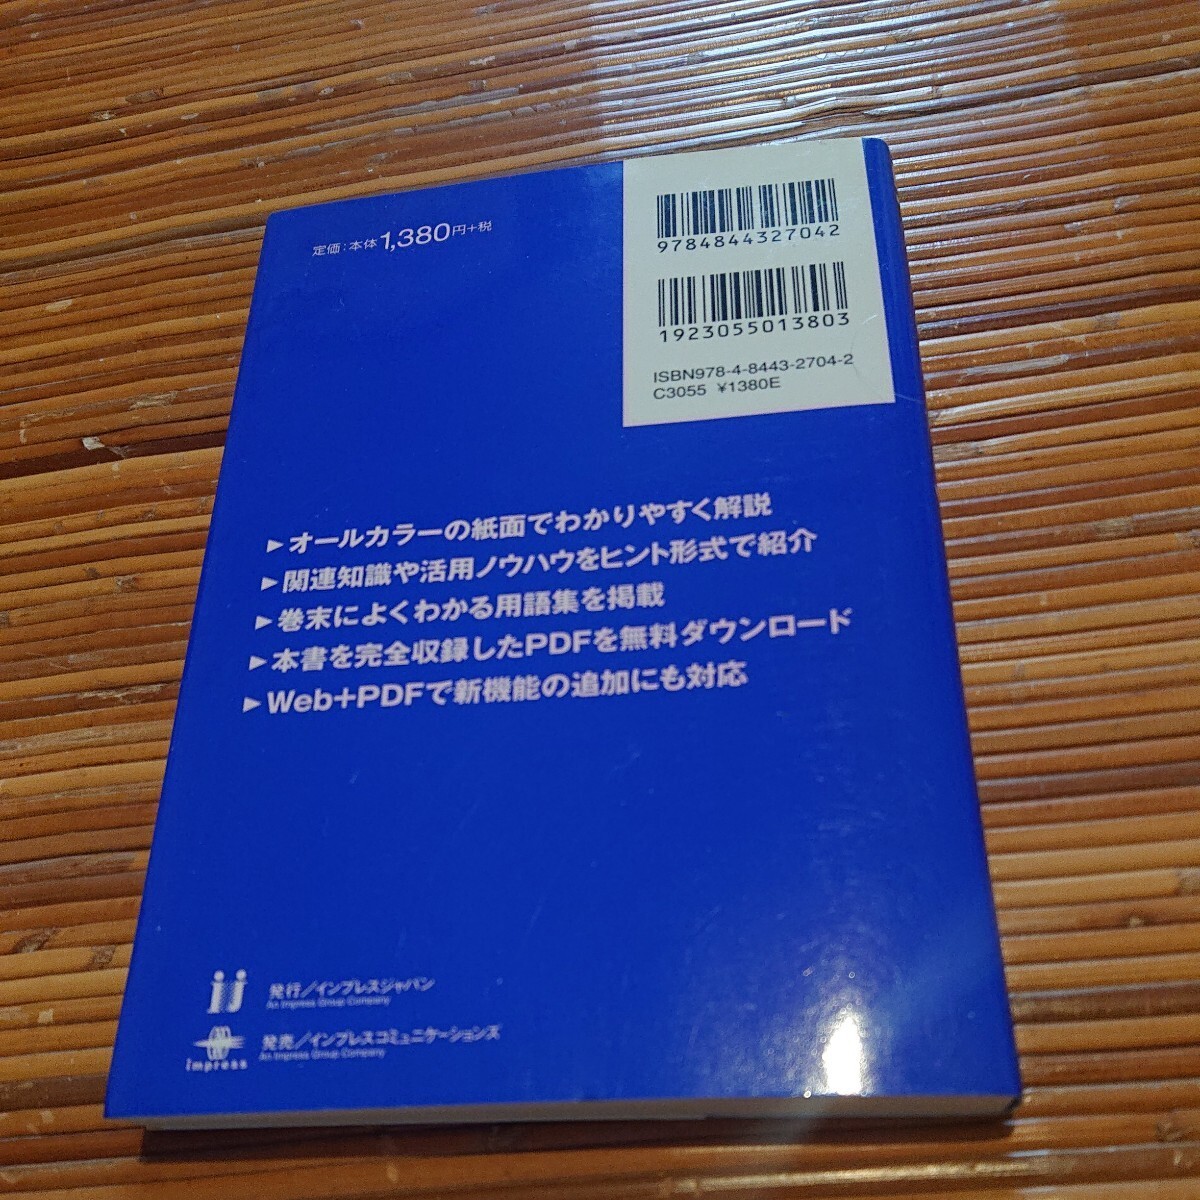 定価：本体1,380円+税
9784844327042
1923055013803
ISBN978-4-8443-2704-2
C3055 ¥1380E
▶オールカラーの紙面でわかりやすく解説
▶関連知識や活用ノウハウをヒント形式で紹介
▶巻末によくわかる用語集を掲載
▶本書を完全収録したPDFを無料ダウンロード
▶Web+PDFで新機能の追加にも対応
発行／インプレスジャパン
An Impress Group Company
発売／インプレスコミュニケーションズ
An Impress Group Company
impress